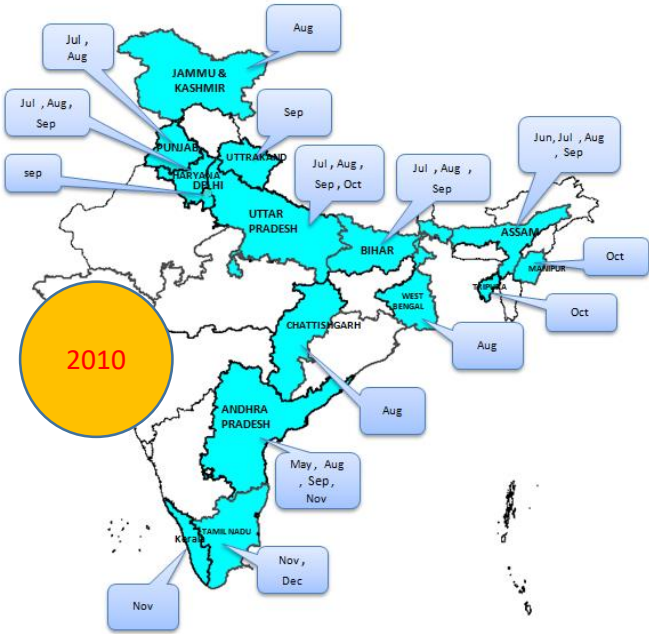 Aug
Jul ,
Aug
JAMMU &
KASHMIR
Jul , Aug ,
Sep
Sep
Jun, Jul , Aug
, Sep
PUNJAB
UTTRAKAND
Jul , Aug ,
Sep , Oct
Jul , Aug ,
Sep
sep
HARYANA
DELHI
UTTAR
PRADESH
BIHAR
ASSAM
MANIPUR
Oct
TRIPURA
Oct
WEST
BENGAL
CHATTISHGARH
Aug
2010
Aug
ANDHRA
PRADESH
May , Aug
, Sep ,
Nov
TAMIL NADU
Kerala
Nov ,
Dec
Nov